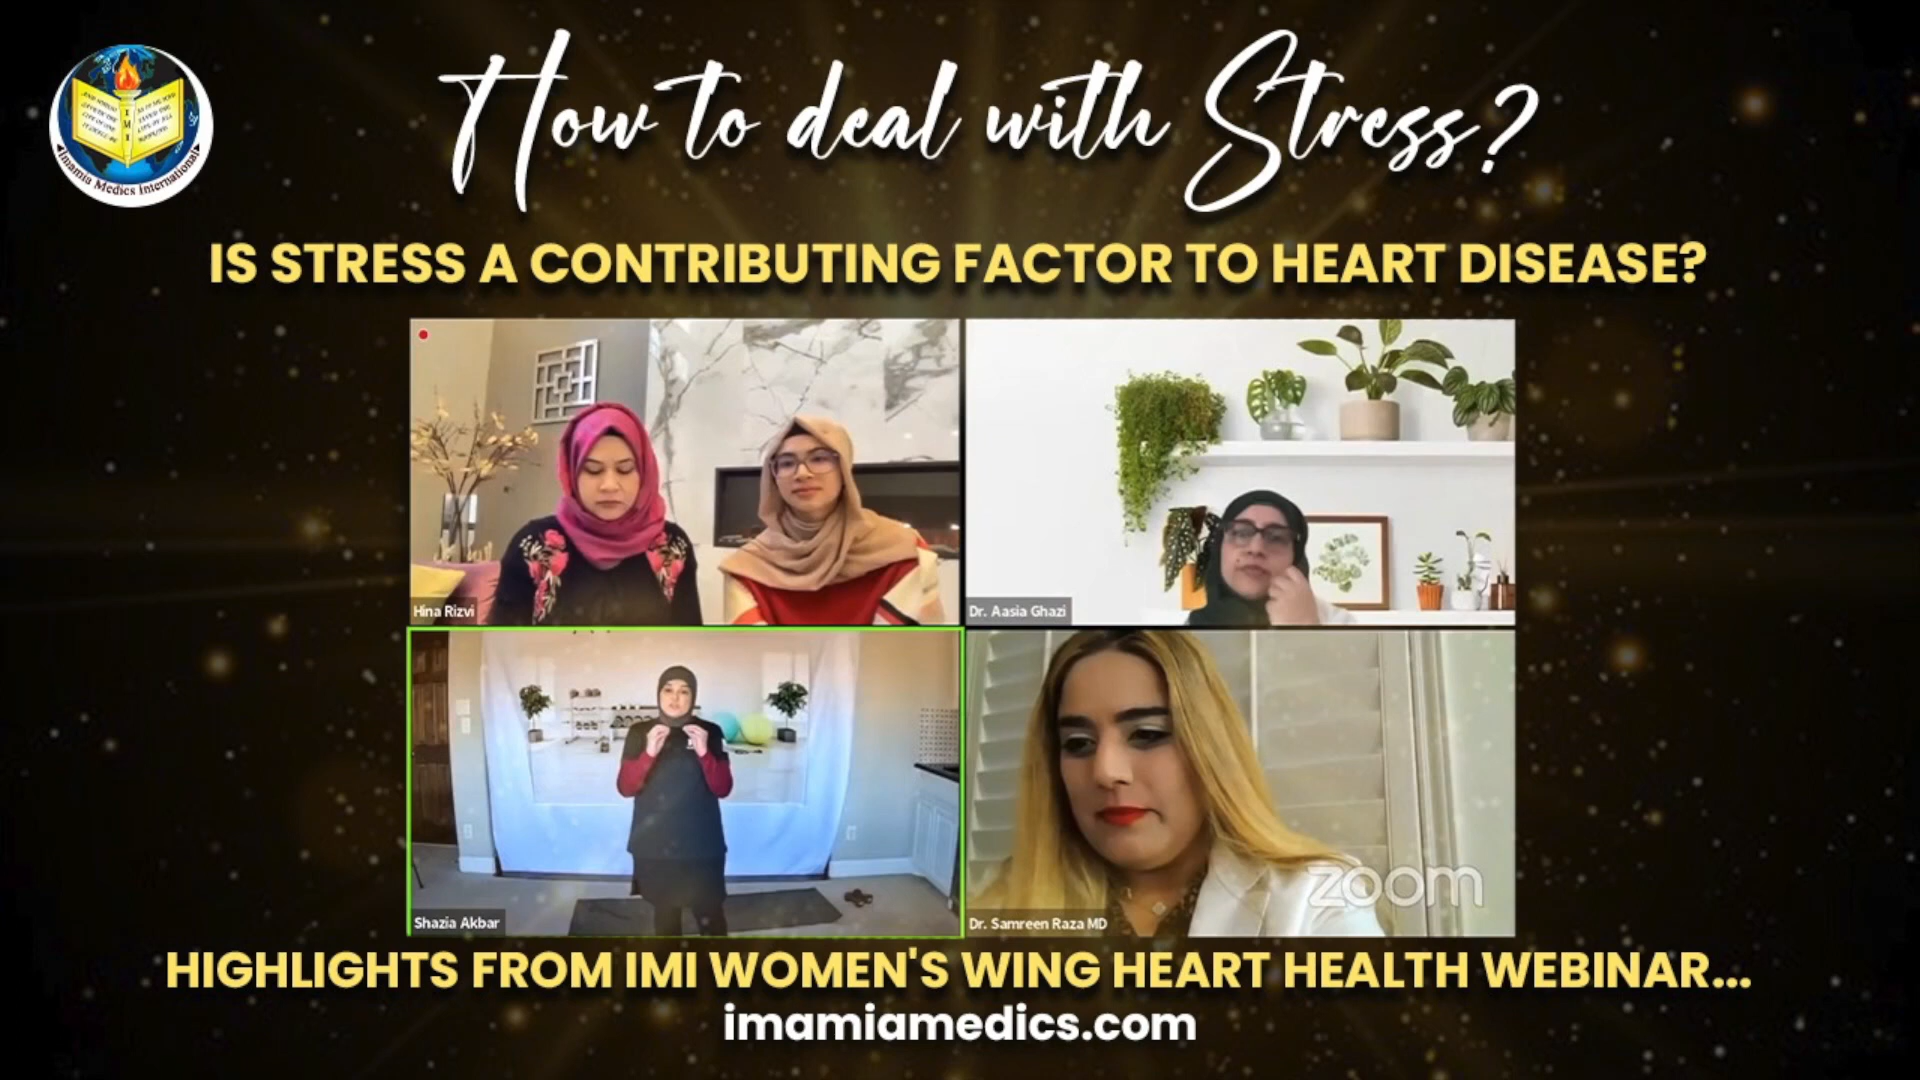 How to deal with Stress?
IS STRESS A CONTRIBUTING FACTOR TO HEART DISEASE?
IMI
Imamia Medics International
Hina Rizvi
Dr. Aasia Ghazi
Shazia Akbar
Dr. Samreen Raza MD
zoom
HIGHLIGHTS FROM IMI WOMEN'S WING HEART HEALTH WEBINAR...
imamiamedics.com